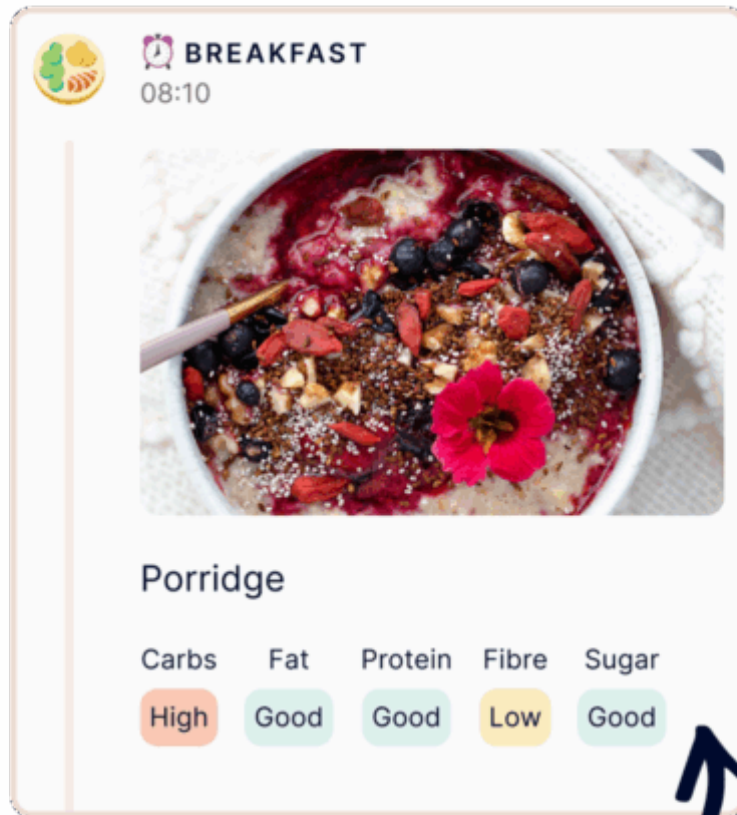 BREAKFAST
08:10
Porridge
Carbs Fat Protein Fibre Sugar
High Good Good Low Good